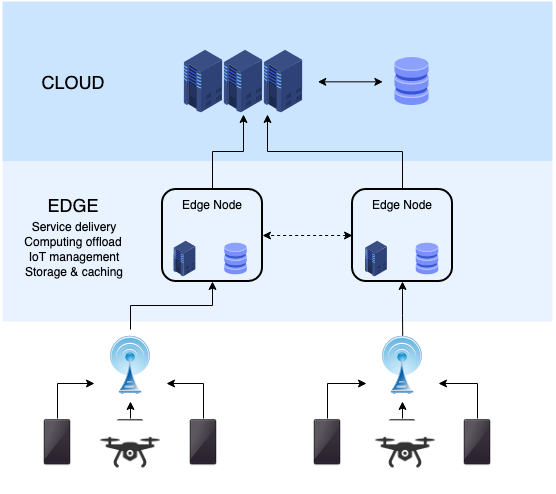 CLOUD
EDGE
Service delivery
Computing offload
IoT management
Storage & caching
Edge Node
Edge Node